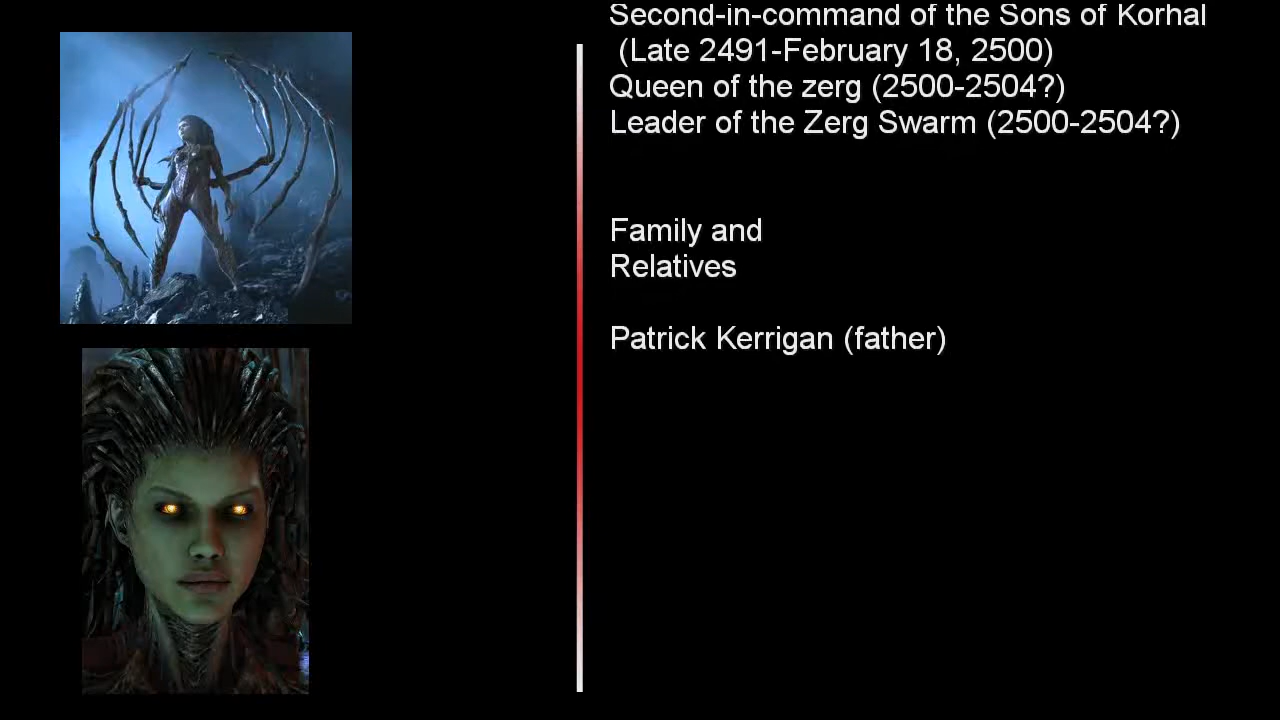 Second-in-command of the Sons of Korhal
(Late 2491-February 18, 2500)
Queen of the zerg (2500-2504?)
Leader of the Zerg Swarm (2500-2504?)
Family and
Relatives
Patrick Kerrigan (father)